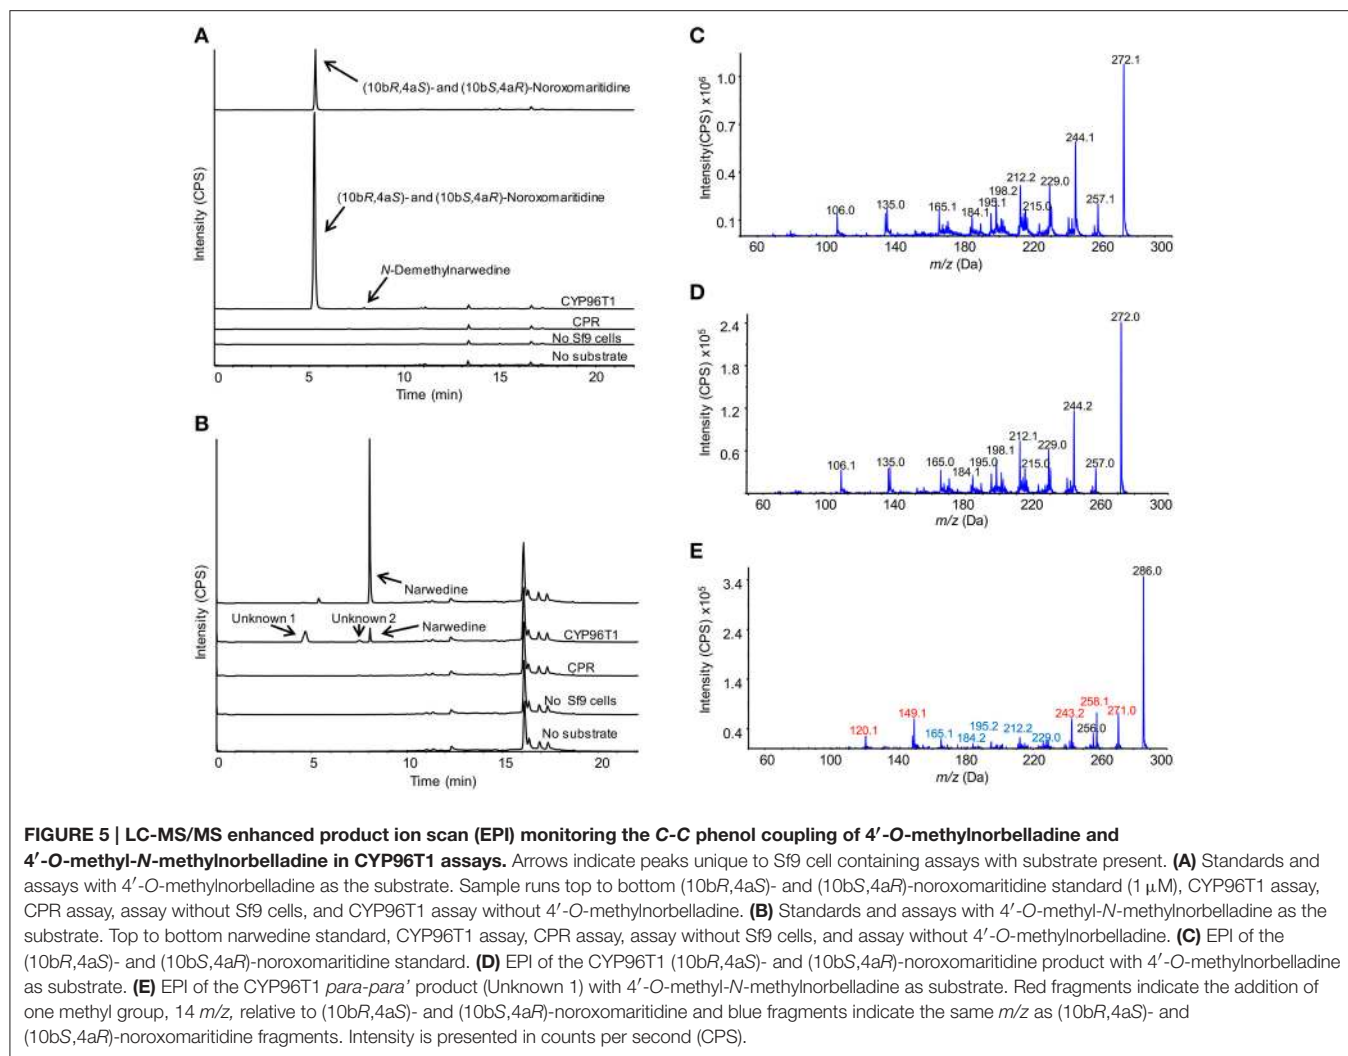 A
(10bR,4aS)- and (10bS,4aR)-Noroxomaritidine
(10bR,4aS)- and (10bS,4aR)-Noroxomaritidine
N-Demethylnarwedine
CYP96T1
CPR
No Sf9 cells
No substrate
Intensity (CPS)
0 5 10 15 20
Time (min)
B
Narwedine
Unknown 1
Unknown 2
Narwedine
CYP96T1
CPR
No Sf9 cells
No substrate
Intensity (CPS)
0 5 10 15 20
Time (min)
C
Intensity(CPS) x10⁶
1.0
0.7
0.4
0.1
106.0 135.0 165.1 184.1 195.1 198.2 212.2 215.0 229.0 244.1 257.1 272.1
60 100 140 180 220 260 300
m/z (Da)
D
Intensity (CPS) x10⁵
2.4
1.8
1.2
0.6
106.1 135.0 165.0 184.1 195.0 198.1 212.1 215.0 229.0 244.2 257.0 272.0
60 100 140 180 220 260 300
m/z (Da)
E
Intensity (CPS) x10⁵
3.4
2.4
1.4
0.4
120.1 149.1 165.1 184.2 195.2 212.2 229.0 243.2 256.0 258.1 271.0 286.0
60 100 140 180 220 260 300
m/z (Da)
FIGURE 5 | LC-MS/MS enhanced product ion scan (EPI) monitoring the C-C phenol coupling of 4′-O-methylnorbelladine and
4′-O-methyl-N-methylnorbelladine in CYP96T1 assays. Arrows indicate peaks unique to Sf9 cell containing assays with substrate present. (A) Standards and
assays with 4′-O-methylnorbelladine as the substrate. Sample runs top to bottom (10bR,4aS)- and (10bS,4aR)-noroxomaritidine standard (1 μM), CYP96T1 assay,
CPR assay, assay without Sf9 cells, and CYP96T1 assay without 4′-O-methylnorbelladine. (B) Standards and assays with 4′-O-methyl-N-methylnorbelladine as the
substrate. Top to bottom narwedine standard, CYP96T1 assay, CPR assay, assay without Sf9 cells, and assay without 4′-O-methylnorbelladine. (C) EPI of the
(10bR,4aS)- and (10bS,4aR)-noroxomaritidine standard. (D) EPI of the CYP96T1 (10bR,4aS)- and (10bS,4aR)-noroxomaritidine product with 4′-O-methylnorbelladine
as substrate. (E) EPI of the CYP96T1 para-para’ product (Unknown 1) with 4′-O-methyl-N-methylnorbelladine as substrate. Red fragments indicate the addition of
one methyl group, 14 m/z, relative to (10bR,4aS)- and (10bS,4aR)-noroxomaritidine and blue fragments indicate the same m/z as (10bR,4aS)- and
(10bS,4aR)-noroxomaritidine fragments. Intensity is presented in counts per second (CPS).